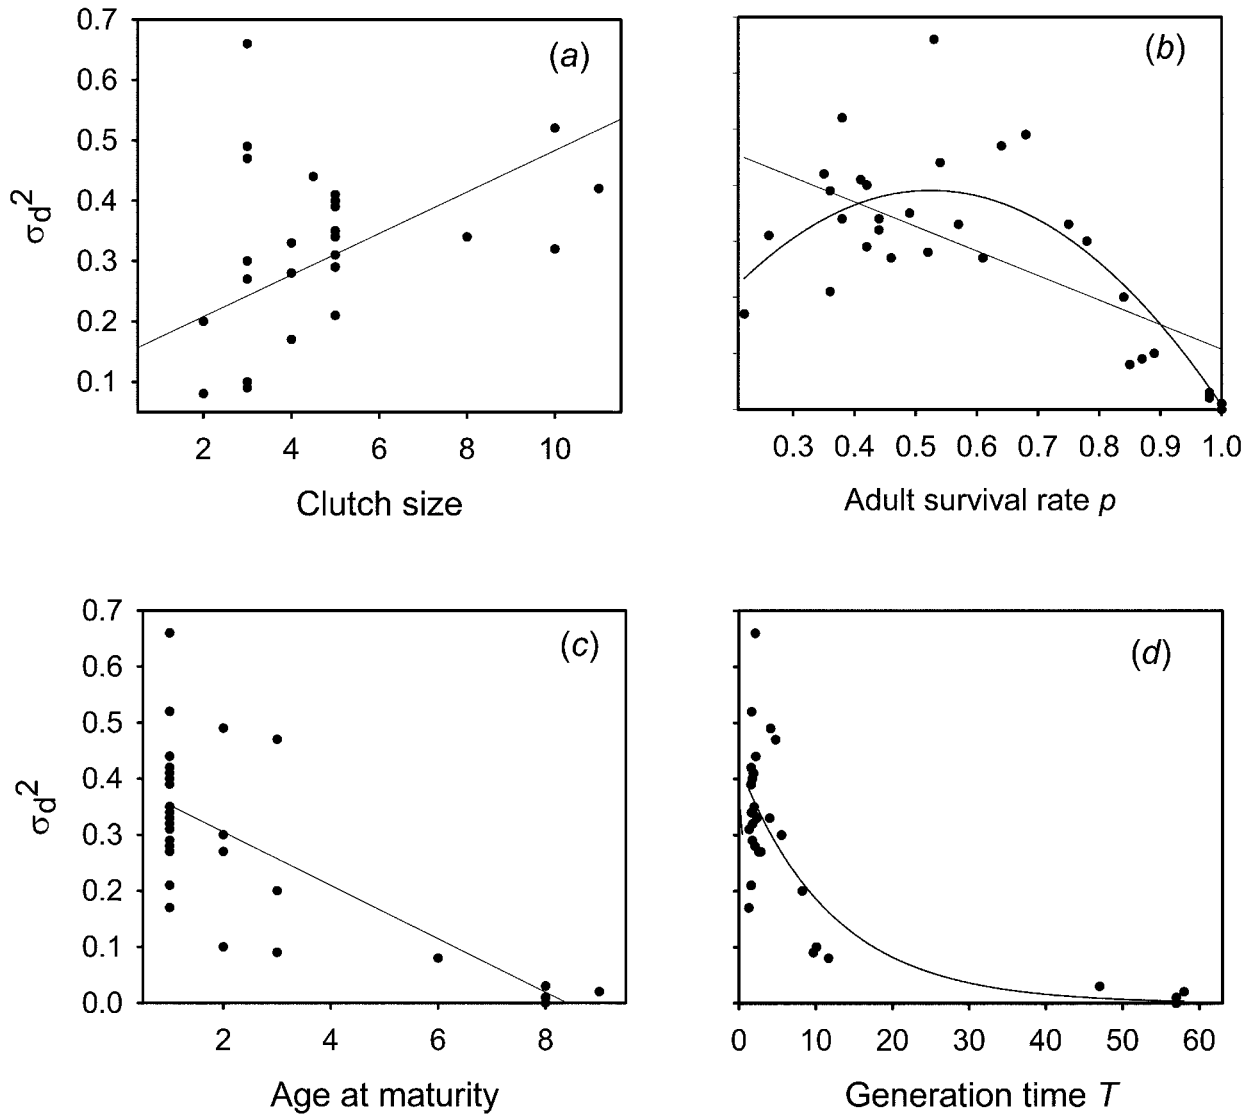 0.7
0.6
0.5
0.4
0.3
0.2
0.1
σd2
(a)
2 4 6 8 10
Clutch size
(b)
0.3 0.4 0.5 0.6 0.7 0.8 0.9 1.0
Adult survival rate p
0.7
0.6
0.5
0.4
0.3
0.2
0.1
0.0
σd2
(c)
2 4 6 8
Age at maturity
(d)
0 10 20 30 40 50 60
Generation time T